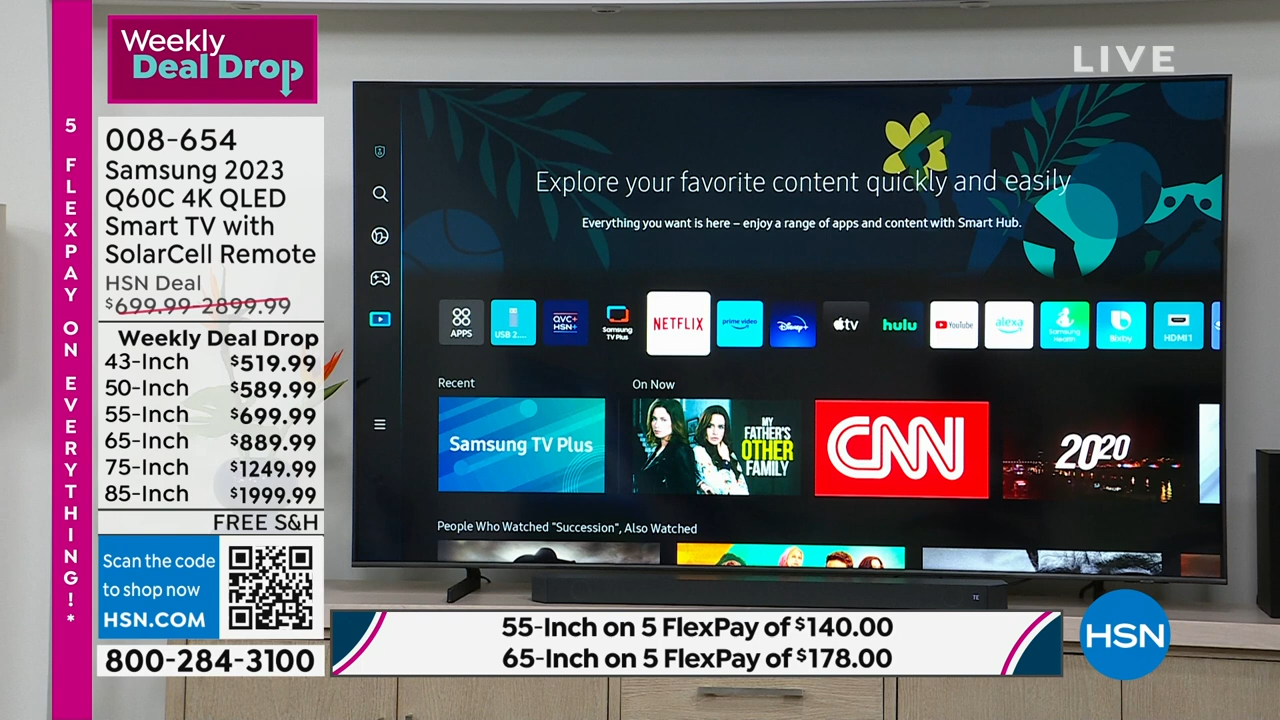 5 FLEXPAY ON EVERYTHING!*
Weekly
Deal Drop
008-654
Samsung 2023
Q60C 4K QLED
Smart TV with
SolarCell Remote
HSN Deal
$699.99-2899.99
Weekly Deal Drop
43-Inch $519.99
50-Inch $589.99
55-Inch $699.99
65-Inch $889.99
75-Inch $1249.99
85-Inch $1999.99
FREE S&H
Scan the code
to shop now
HSN.COM
800-284-3100
LIVE
Explore your favorite content quickly and easily
Everything you want is here – enjoy a range of apps and content with Smart Hub.
APPS
USB 2....
QVC+
HSN+
Samsung
TV Plus
NETFLIX
prime video
Disney+
tv
hulu
YouTube
alexa
Samsung
Health
Bixby
HDMI 1
Recent
On Now
Samsung TV Plus
MY
FATHER'S
OTHER
FAMILY
CNN
2020
People Who Watched "Succession", Also Watched
TE
55-Inch on 5 FlexPay of $140.00
65-Inch on 5 FlexPay of $178.00
HSN